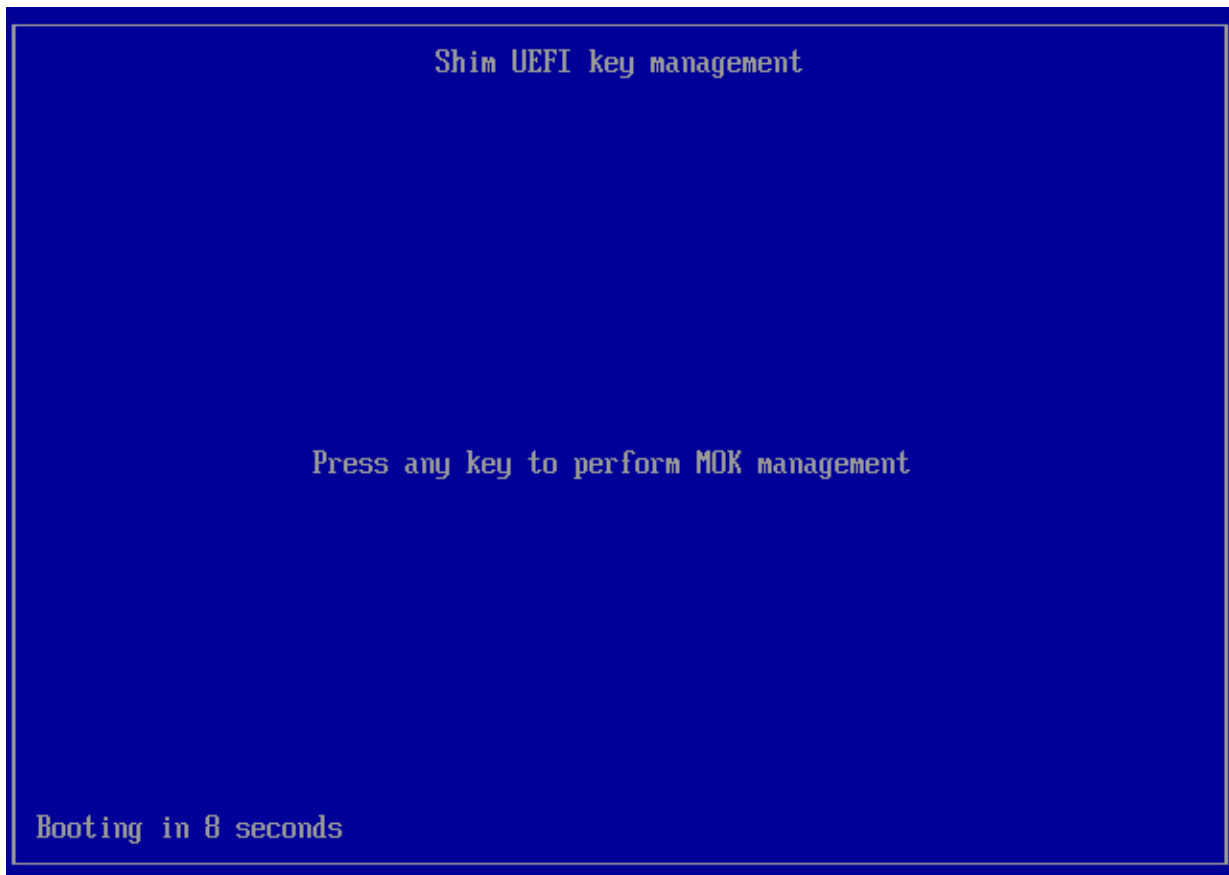 Shim UEFI key management
Press any key to perform MOK management
Booting in 8 seconds